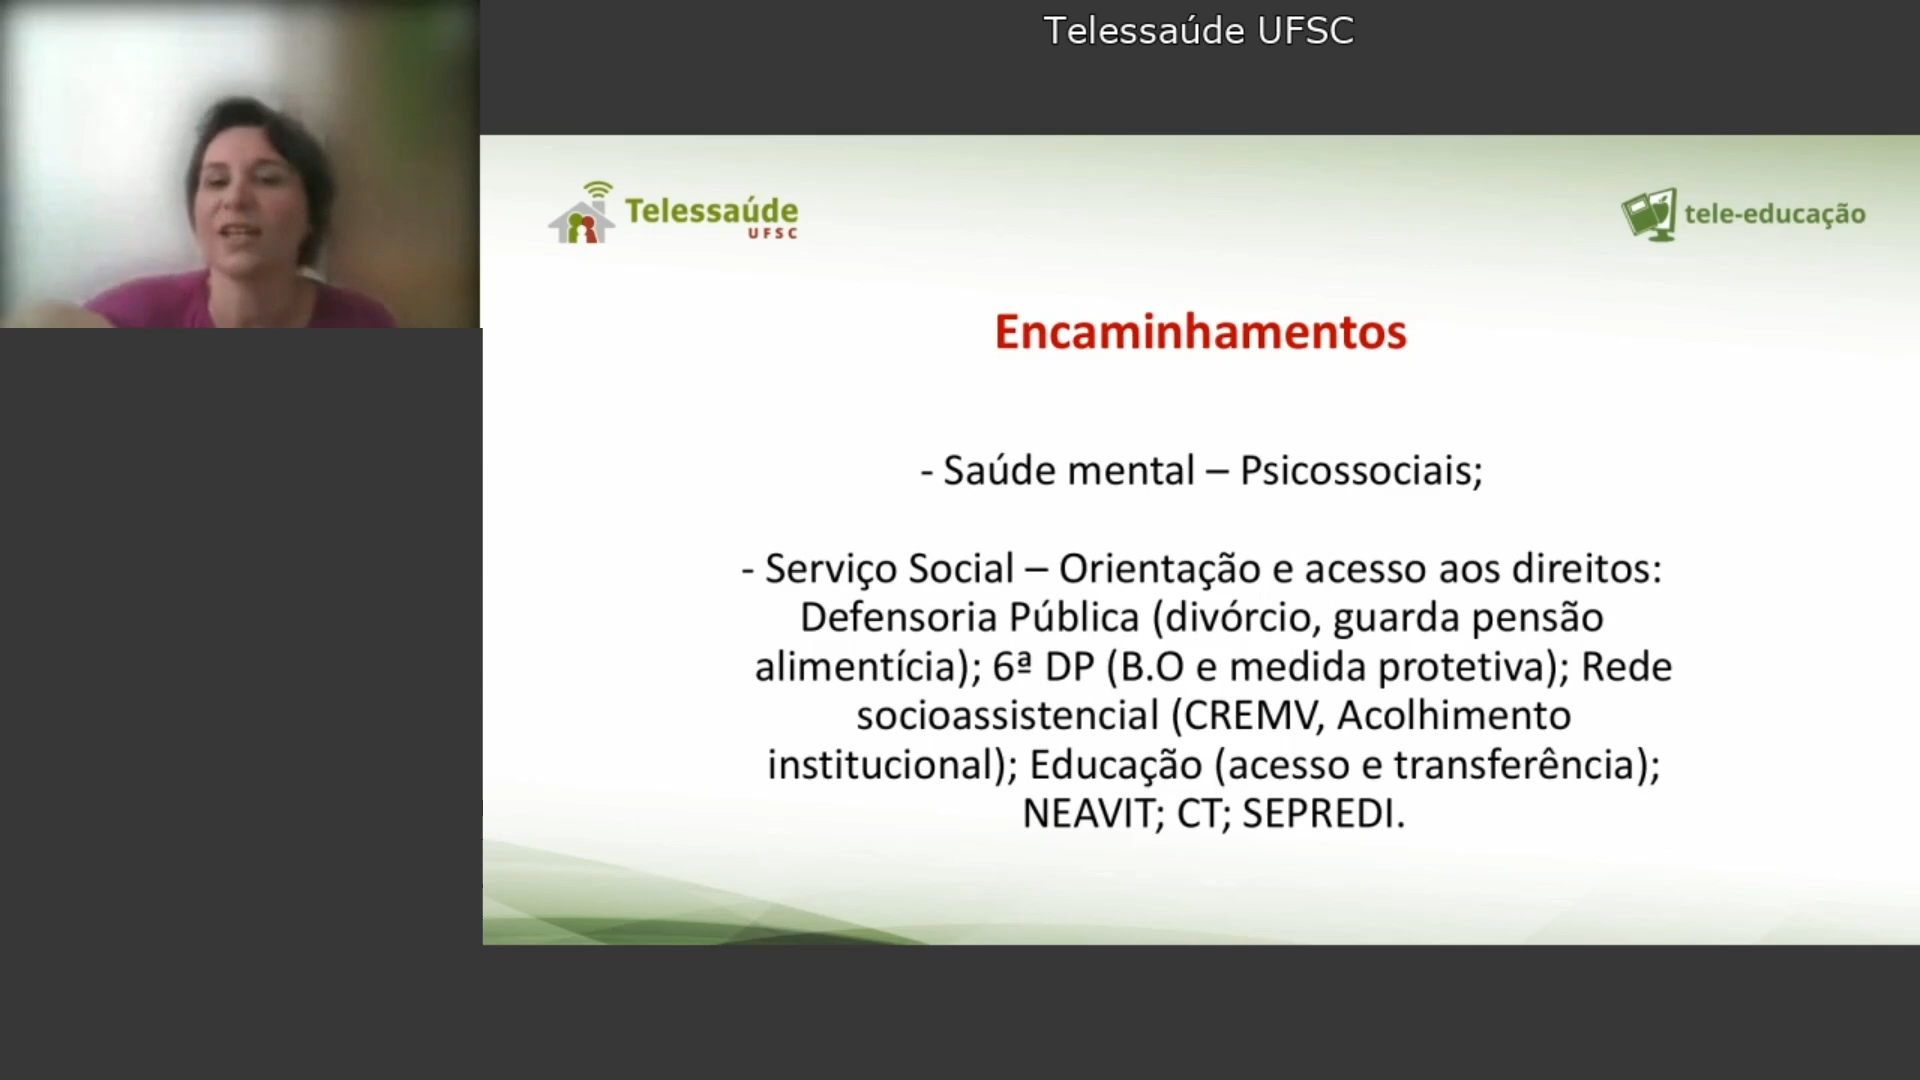 Telessaúde UFSC
Telessaúde
UFSC
tele-educação
Encaminhamentos
- Saúde mental – Psicossociais;
- Serviço Social – Orientação e acesso aos direitos:
Defensoria Pública (divórcio, guarda pensão
alimentícia); 6ª DP (B.O e medida protetiva); Rede
socioassistencial (CREMV, Acolhimento
institucional); Educação (acesso e transferência);
NEAVIT; CT; SEPREDI.